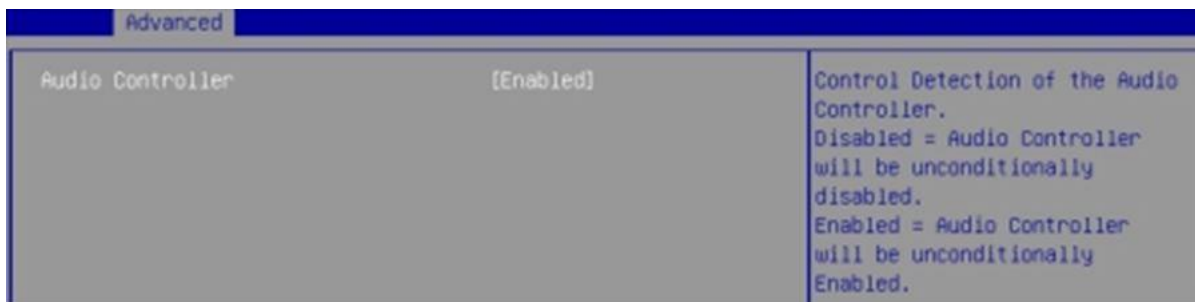 Advanced
Audio Controller [Enabled]
Control Detection of the Audio
Controller.
Disabled = Audio Controller
will be unconditionally
disabled.
Enabled = Audio Controller
will be unconditionally
Enabled.